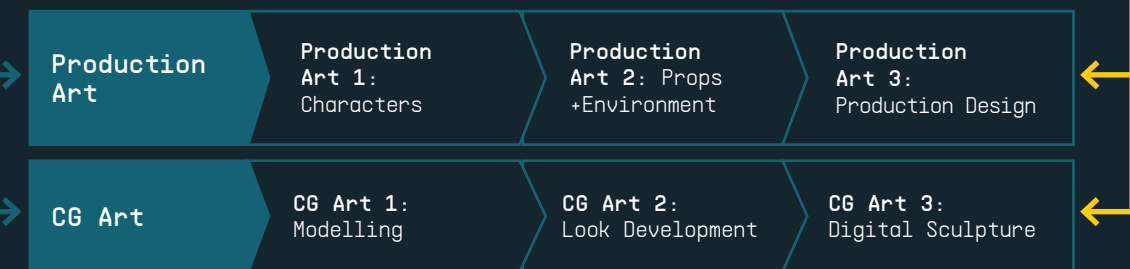 Production
Art
Production
Art 1:
Characters
Production
Art 2: Props
+Environment
Production
Art 3:
Production Design
CG Art
CG Art 1:
Modelling
CG Art 2:
Look Development
CG Art 3:
Digital Sculpture